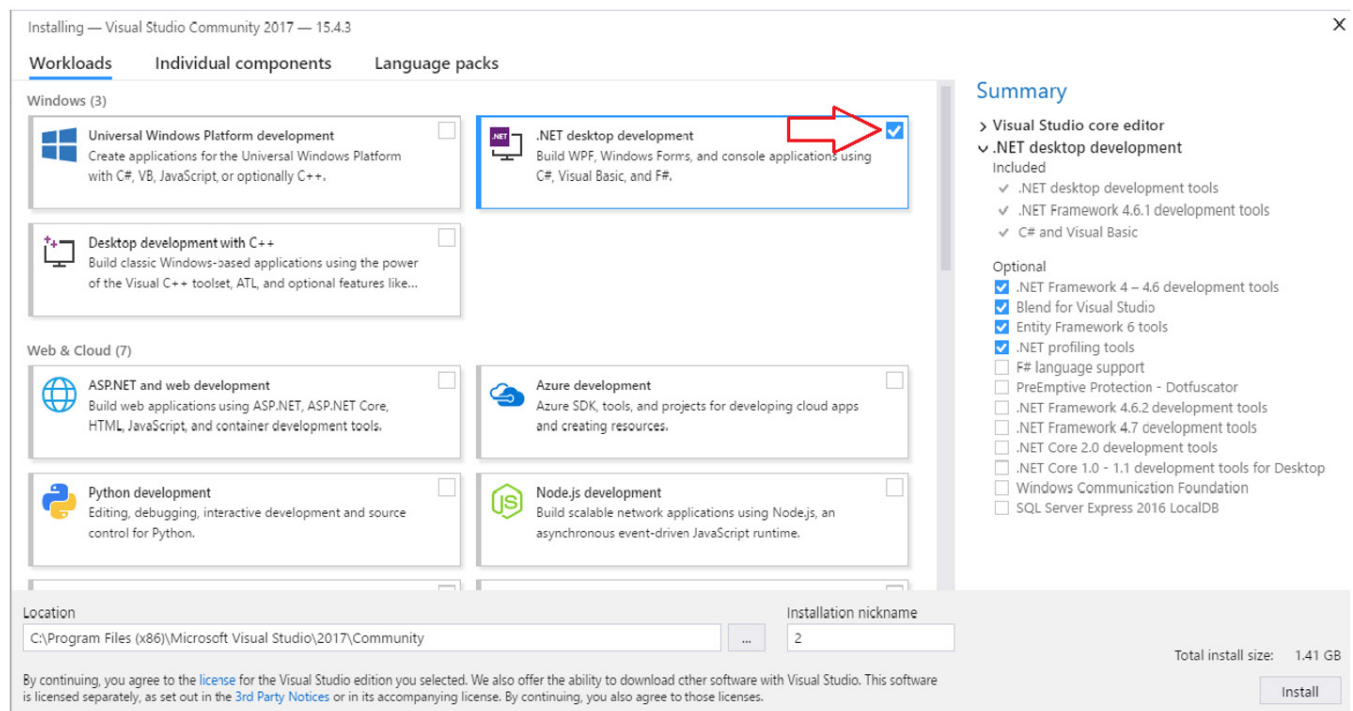 Installing — Visual Studio Community 2017 — 15.4.3
X
Workloads
Individual components
Language packs
Windows (3)
Universal Windows Platform development
Create applications for the Universal Windows Platform
with C#, VB, JavaScript, or optionally C++.
.NET
.NET desktop development
Build WPF, Windows Forms, and console applications using
C#, Visual Basic, and F#.
Desktop development with C++
Build classic Windows-based applications using the power
of the Visual C++ toolset, ATL, and optional features like...
Web & Cloud (7)
ASP.NET and web development
Build web applications using ASP.NET, ASP.NET Core,
HTML, JavaScript, and container development tools.
Azure development
Azure SDK, tools, and projects for developing cloud apps
and creating resources.
Python development
Editing, debugging, interactive development and source
control for Python.
JS
Node.js development
Build scalable network applications using Node.js, an
asynchronous event-driven JavaScript runtime.
Summary
Visual Studio core editor
.NET desktop development
Included
.NET desktop development tools
.NET Framework 4.6.1 development tools
C# and Visual Basic
Optional
.NET Framework 4 – 4.6 development tools
Blend for Visual Studio
Entity Framework 6 tools
.NET profiling tools
F# language support
PreEmptive Protection - Dotfuscator
.NET Framework 4.6.2 development tools
.NET Framework 4.7 development tools
.NET Core 2.0 development tools
.NET Core 1.0 - 1.1 development tools for Desktop
Windows Communication Foundation
SQL Server Express 2016 LocalDB
Location
C:\Program Files (x86)\Microsoft Visual Studio\2017\Community
...
Installation nickname
2
Total install size: 1.41 GB
By continuing, you agree to the license for the Visual Studio edition you selected. We also offer the ability to download other software with Visual Studio. This software
is licensed separately, as set out in the 3rd Party Notices or in its accompanying license. By continuing, you also agree to those licenses.
Install